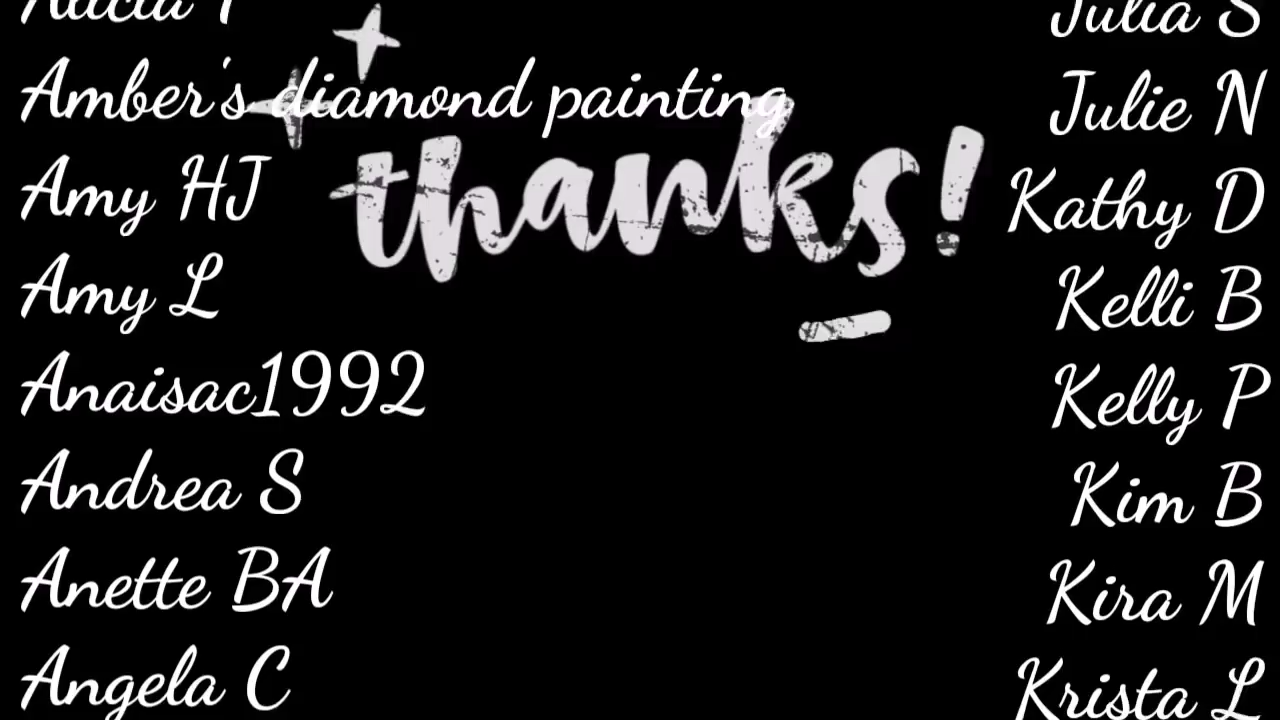 Alicia
Amber's diamond painting
Amy HJ
Amy L
Anaisac1992
Andrea S
Anette BA
Angela C
thanks!
Julia S
Julie N
Kathy D
Kelli B
Kelly P
Kim B
Kira M
Krista L